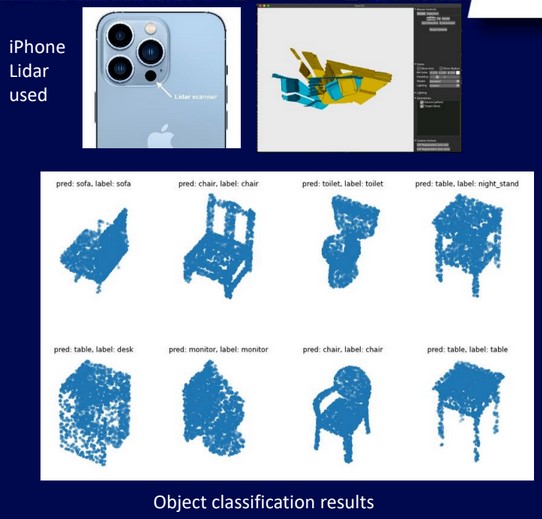 iPhone
Lidar
used
Lidar scanner
pred: sofa, label: sofa
pred: chair, label: chair
pred: toilet, label: toilet
pred: table, label: night_stand
pred: table, label: desk
pred: monitor, label: monitor
pred: chair, label: chair
pred: table, label: table
Object classification results